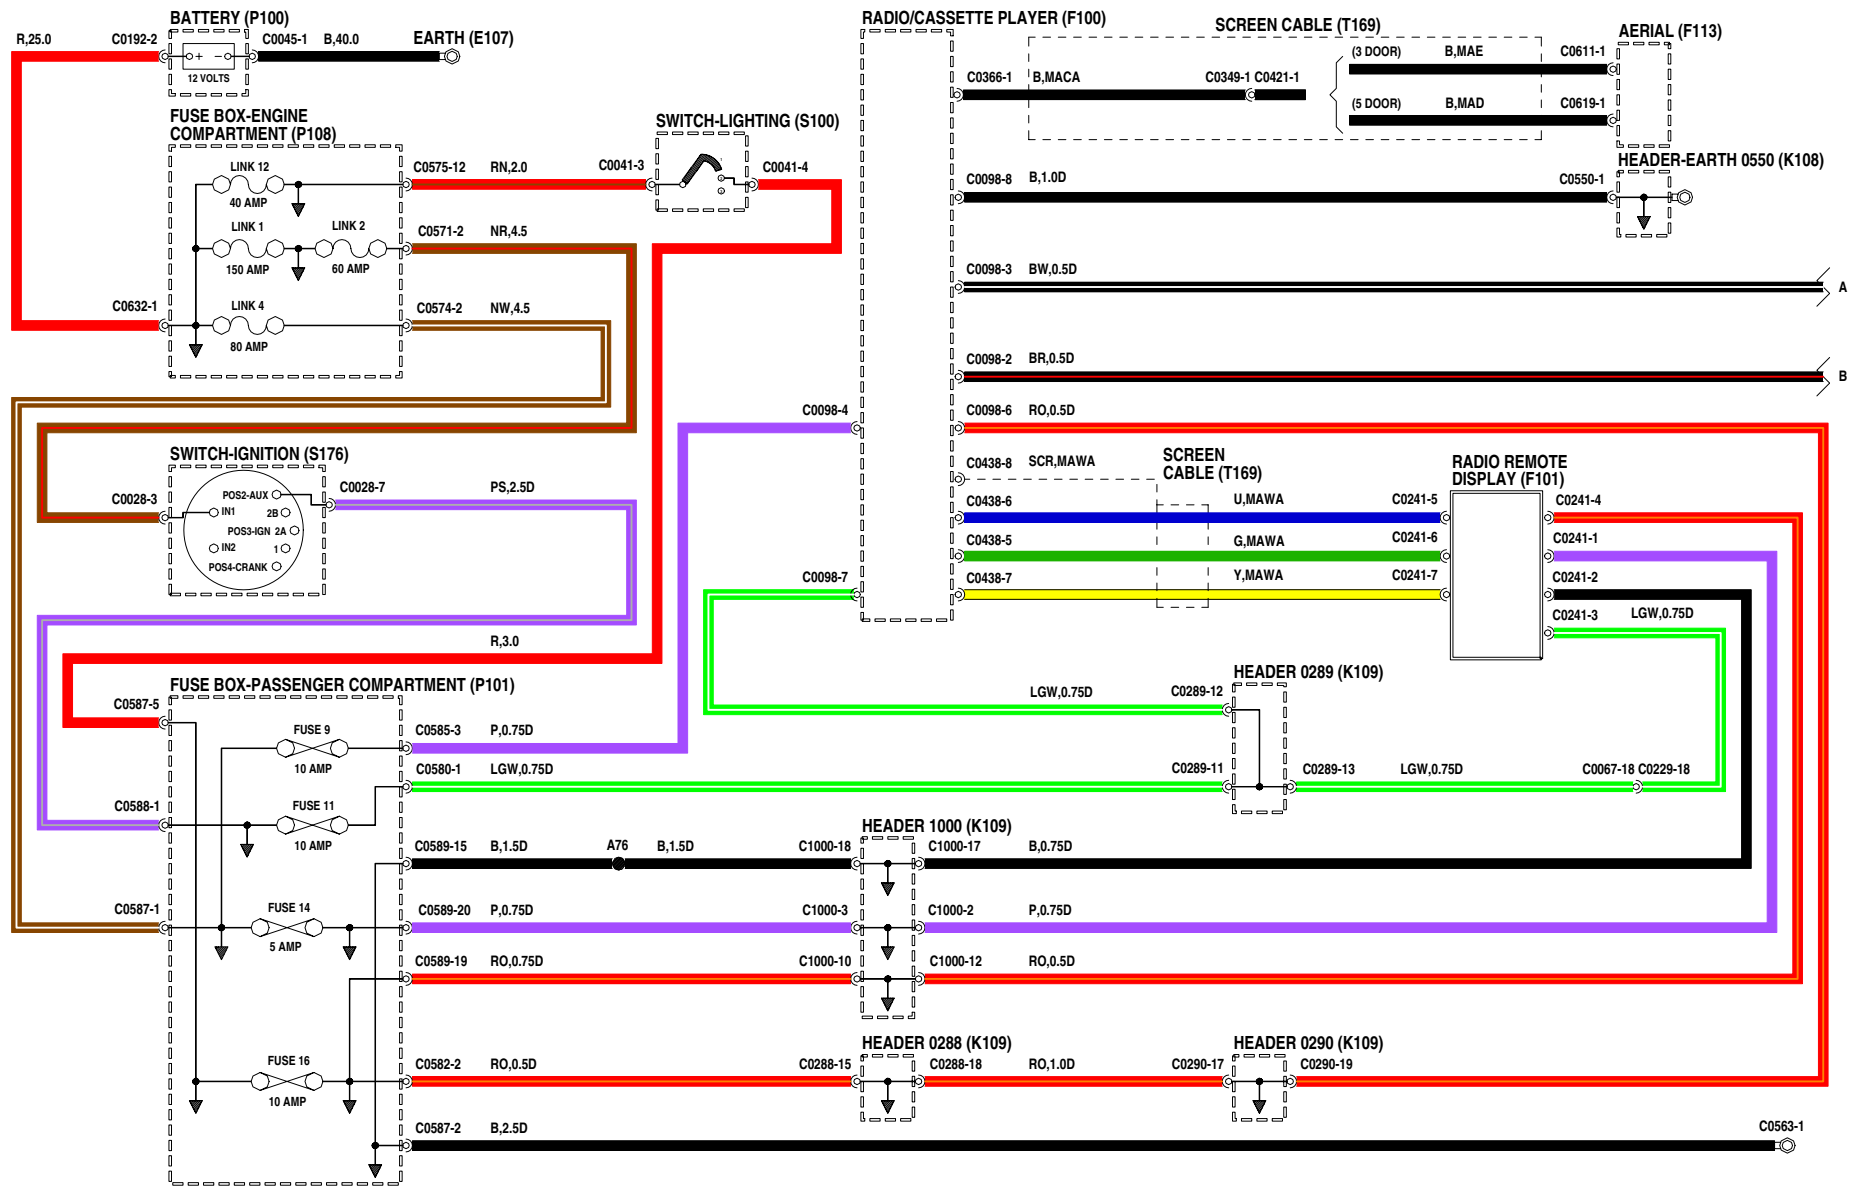 BATTERY (P100)
R,25.0
C0192-2
C0045-1
B,40.0
EARTH (E107)
+
−
12 VOLTS
FUSE BOX-ENGINE
COMPARTMENT (P108)
LINK 12
40 AMP
LINK 1
150 AMP
LINK 2
60 AMP
LINK 4
80 AMP
C0632-1
C0575-12
RN,2.0
C0571-2
NR,4.5
C0574-2
NW,4.5
SWITCH-LIGHTING (S100)
C0041-3
C0041-4
SWITCH-IGNITION (S176)
C0028-3
POS2-AUX
IN1
2B
POS3-IGN
2A
IN2
1
POS4-CRANK
C0028-7
PS,2.5D
R,3.0
FUSE BOX-PASSENGER COMPARTMENT (P101)
C0587-5
FUSE 9
10 AMP
C0585-3
P,0.75D
C0580-1
LGW,0.75D
C0588-1
FUSE 11
10 AMP
C0589-15
B,1.5D
A76
B,1.5D
C0587-1
FUSE 14
5 AMP
C0589-20
P,0.75D
C0589-19
RO,0.75D
FUSE 16
10 AMP
C0582-2
RO,0.5D
C0587-2
B,2.5D
C0563-1
RADIO/CASSETTE PLAYER (F100)
C0098-4
C0098-7
C0366-1
B,MACA
C0349-1
C0421-1
SCREEN CABLE (T169)
(3 DOOR)
B,MAE
C0611-1
(5 DOOR)
B,MAD
C0619-1
AERIAL (F113)
HEADER-EARTH 0550 (K108)
C0098-8
B,1.0D
C0550-1
C0098-3
BW,0.5D
A
C0098-2
BR,0.5D
B
C0098-6
RO,0.5D
C0438-8
SCR,MAWA
SCREEN
CABLE (T169)
C0438-6
U,MAWA
C0241-5
C0438-5
G,MAWA
C0241-6
C0438-7
Y,MAWA
C0241-7
RADIO REMOTE
DISPLAY (F101)
C0241-4
C0241-1
C0241-2
C0241-3
LGW,0.75D
HEADER 0289 (K109)
LGW,0.75D
C0289-12
C0289-11
C0289-13
LGW,0.75D
C0067-18
C0229-18
HEADER 1000 (K109)
C1000-18
C1000-17
B,0.75D
C1000-3
C1000-2
P,0.75D
C1000-10
C1000-12
RO,0.5D
HEADER 0288 (K109)
C0288-15
C0288-18
RO,1.0D
HEADER 0290 (K109)
C0290-17
C0290-19